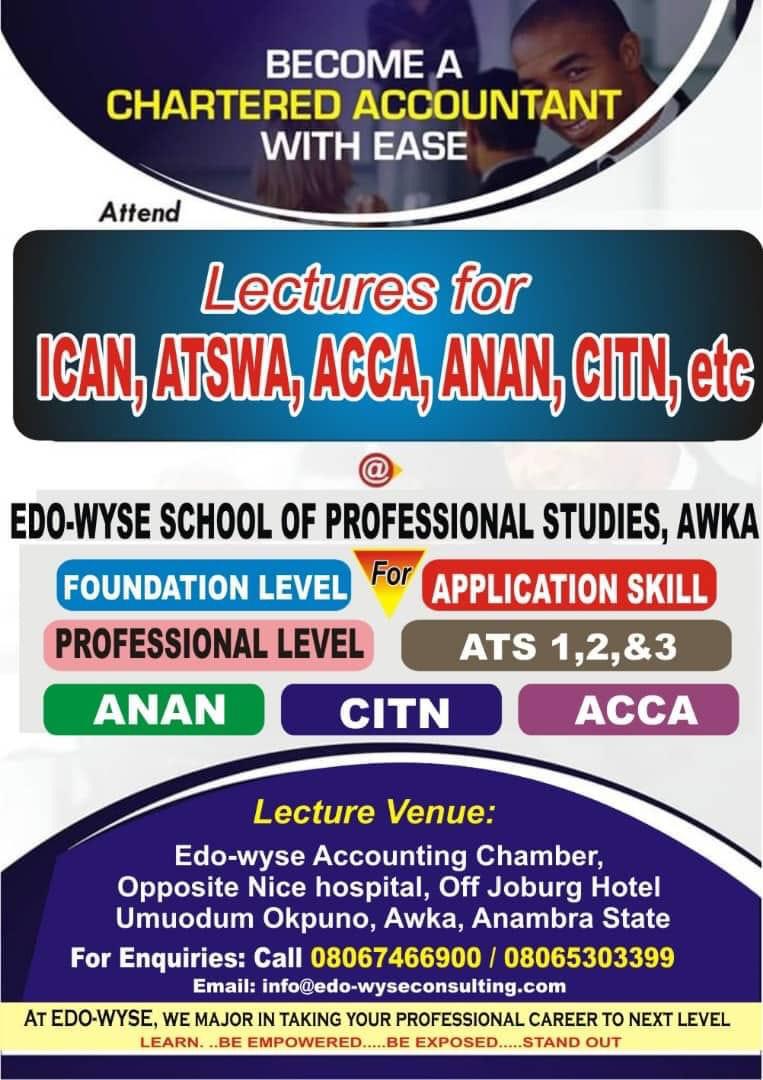 BECOME A
CHARTERED ACCOUNTANT
WITH EASE
Attend
Lectures for
ICAN, ATSWA, ACCA, ANAN, CITN, etc
@
EDO-WYSE SCHOOL OF PROFESSIONAL STUDIES, AWKA
For
FOUNDATION LEVEL
APPLICATION SKILL
PROFESSIONAL LEVEL
ATS 1,2,&3
ANAN
CITN
ACCA
Lecture Venue:
Edo-wyse Accounting Chamber,
Opposite Nice hospital, Off Joburg Hotel
Umuodum Okpuno, Awka, Anambra State
For Enquiries: Call 08067466900 / 08065303399
Email: info@edo-wyseconsulting.com
AT EDO-WYSE, WE MAJOR IN TAKING YOUR PROFESSIONAL CAREER TO NEXT LEVEL
LEARN. ..BE EMPOWERED.....BE EXPOSED.....STAND OUT